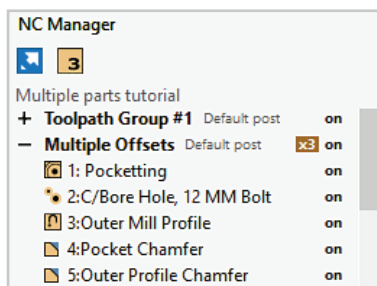 NC Manager
3
Multiple parts tutorial
+ Toolpath Group #1 Default post on
− Multiple Offsets Default post x3 on
1: Pocketting on
2:C/Bore Hole, 12 MM Bolt on
3:Outer Mill Profile on
4:Pocket Chamfer on
5:Outer Profile Chamfer on